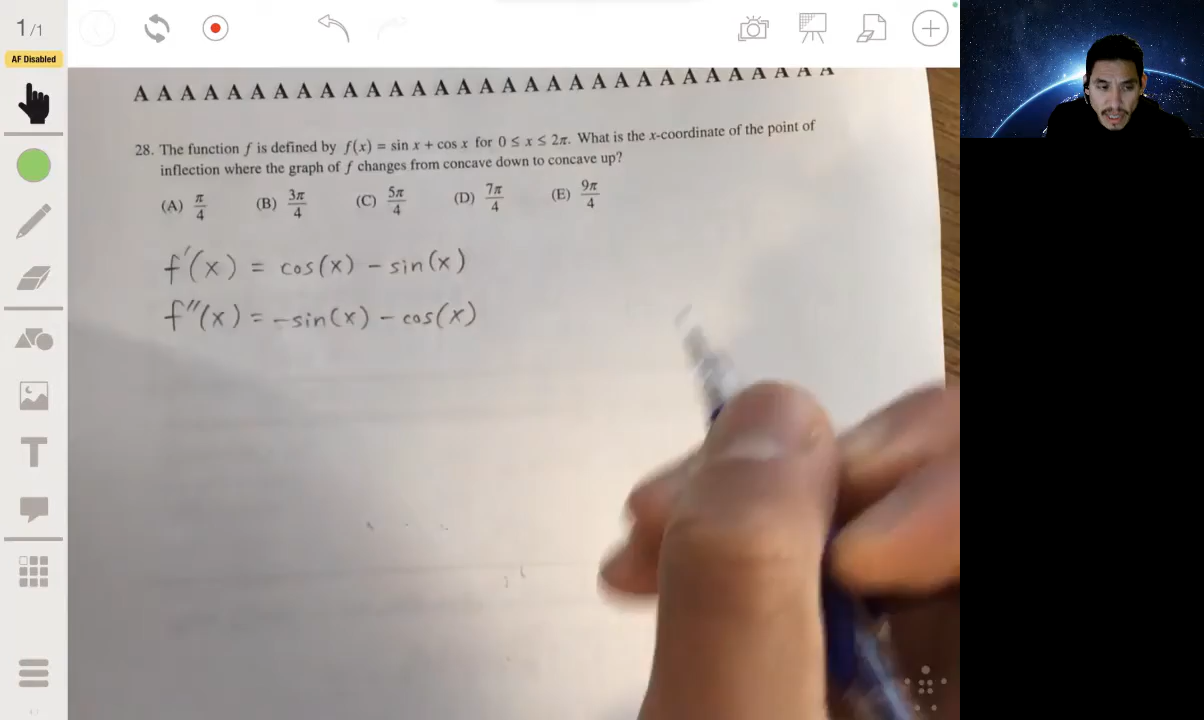 1/1
AF Disabled
A A A A A A A A A A A A A A A A A A A A A A A A A A A A A A A
28. The function f is defined by f(x) = sin x + cos x for 0 ≤ x ≤ 2π. What is the x-coordinate of the point of
inflection where the graph of f changes from concave down to concave up?
(A) π/4 (B) 3π/4 (C) 5π/4 (D) 7π/4 (E) 9π/4
f'(x) = cos(x) - sin(x)
f''(x) = -sin(x) - cos(x)
T